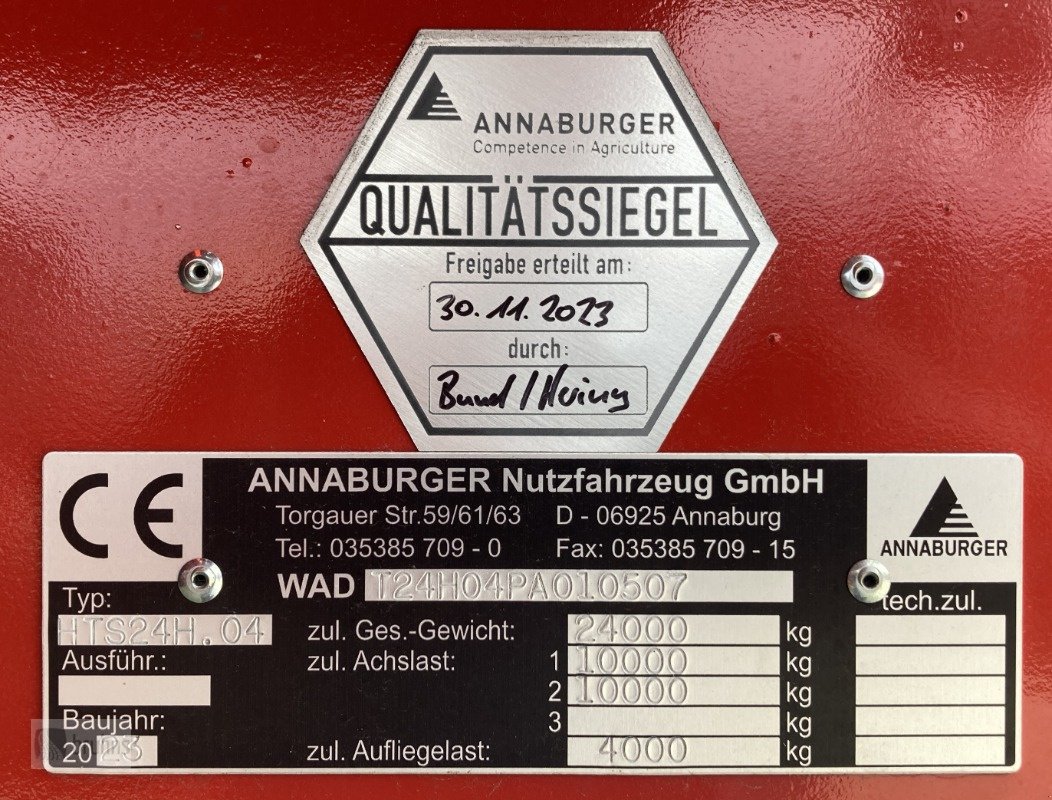 ANNABURGER
Competence in Agriculture
QUALITÄTSSIEGEL
Freigabe erteilt am:
30.11.2023
durch:
CE
ANNABURGER Nutzfahrzeug GmbH
Torgauer Str.59/61/63 D - 06925 Annaburg
Tel.: 035385 709 - 0 Fax: 035385 709 - 15
ANNABURGER
WAD T24H04PA010507
Typ:
tech.zul.
HTS24H.04 zul. Ges.-Gewicht: 24000 kg
Ausführ.: zul. Achslast: 1 10000 kg
2 10000 kg
Baujahr: 3 kg
2023 zul. Aufliegelast: 4000 kg